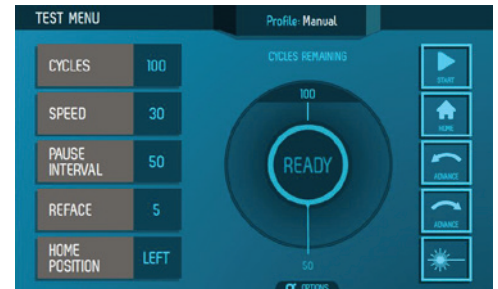 TEST MENU
Profile: Manual
CYCLES 100
SPEED 30
PAUSE
INTERVAL 50
REFACE 5
HOME
POSITION LEFT
CYCLES REMAINING
100
READY
50
OPTIONS
START
HOME
ADVANCE
ADVANCE